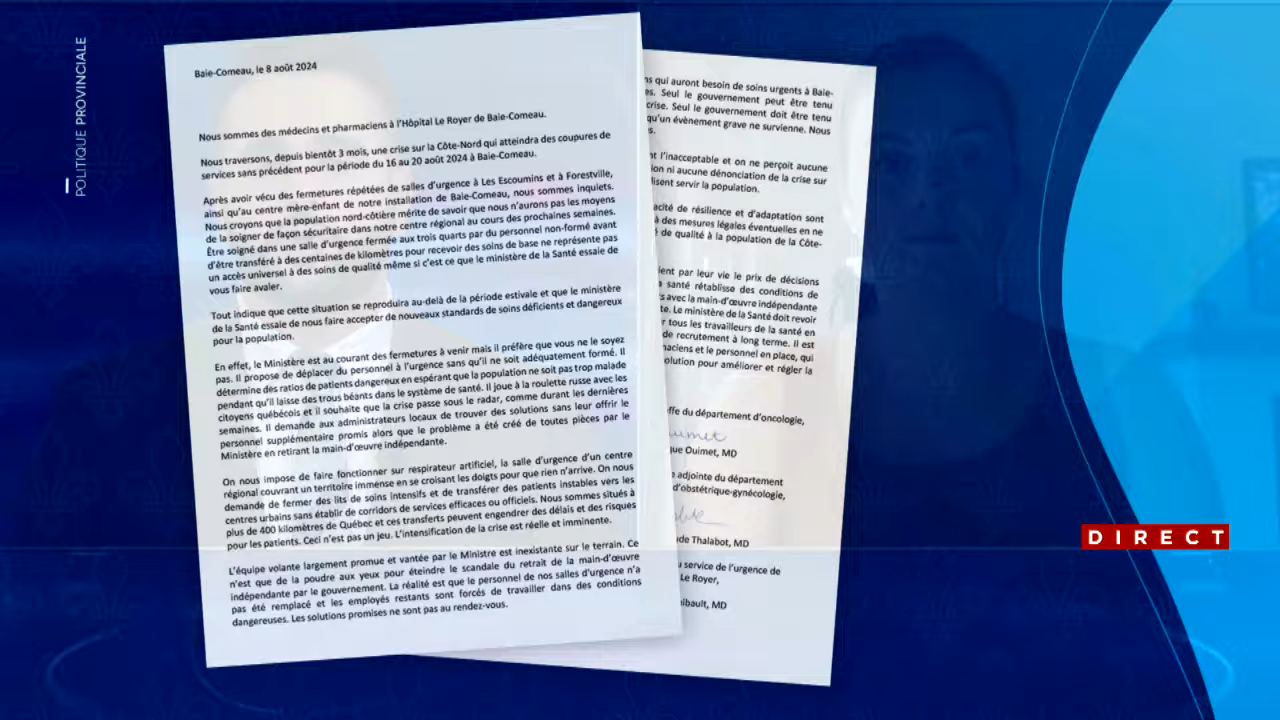 POLITIQUE PROVINCIALE
Baie-Comeau, le 8 août 2024
Nous sommes des médecins et pharmaciens à l'Hôpital Le Royer de Baie-Comeau.
Nous traversons, depuis bientôt 3 mois, une crise sur la Côte-Nord qui atteindra des coupures de
services sans précédent pour la période du 16 au 20 août 2024 à Baie-Comeau.
Après avoir vécu des fermetures répétées de salles d'urgence à Les Escoumins et à Forestville,
ainsi qu'au centre mère-enfant de notre installation de Baie-Comeau, nous sommes inquiets.
Nous croyons que la population nord-côtière mérite de savoir que nous n'aurons pas les moyens
de la soigner de façon sécuritaire dans notre centre régional au cours des prochaines semaines.
Être soigné dans une salle d'urgence fermée aux trois quarts par du personnel non-formé avant
d'être transféré à des centaines de kilomètres pour recevoir des soins de base ne représente pas
un accès universel à des soins de qualité même si c'est ce que le ministère de la Santé essaie de
vous faire avaler.
Tout indique que cette situation se reproduira au-delà de la période estivale et que le ministère
de la Santé essaie de nous faire accepter de nouveaux standards de soins déficients et dangereux
pour la population.
En effet, le Ministère est au courant des fermetures à venir mais il préfère que vous ne le soyez
pas. Il propose de déplacer du personnel à l'urgence sans qu'il ne soit adéquatement formé. Il
détermine des ratios de patients dangereux en espérant que la population ne soit pas trop malade
pendant qu'il laisse des trous béants dans le système de santé. Il joue à la roulette russe avec les
citoyens québécois et il souhaite que la crise passe sous le radar, comme durant les dernières
semaines. Il demande aux administrateurs locaux de trouver des solutions sans leur offrir le
personnel supplémentaire promis alors que le problème a été créé de toutes pièces par le
Ministère en retirant la main-d'œuvre indépendante.
On nous impose de faire fonctionner sur respirateur artificiel, la salle d'urgence d'un centre
régional couvrant un territoire immense en se croisant les doigts pour que rien n'arrive. On nous
demande de fermer des lits de soins intensifs et de transférer des patients instables vers les
centres urbains sans établir de corridors de services efficaces ou officiels. Nous sommes situés à
plus de 400 kilomètres de Québec et ces transferts peuvent engendrer des délais et des risques
pour les patients. Ceci n'est pas un jeu. L'intensification de la crise est réelle et imminente.
L'équipe volante largement promue et vantée par le Ministre est inexistante sur le terrain. Ce
n'est que de la poudre aux yeux pour éteindre le scandale du retrait de la main-d'œuvre
indépendante par le gouvernement. La réalité est que le personnel de nos salles d'urgence n'a
pas été remplacé et les employés restants sont forcés de travailler dans des conditions
dangereuses. Les solutions promises ne sont pas au rendez-vous.
ns qui auront besoin de soins urgents à Baie-
es. Seul le gouvernement peut être tenu
crise. Seul le gouvernement doit être tenu
qu'un évènement grave ne survienne. Nous
s.
nt l'inacceptable et on ne perçoit aucune
ion ni aucune dénonciation de la crise sur
lisent servir la population.
acité de résilience et d'adaptation sont
à des mesures légales éventuelles en ne
é de qualité à la population de la Côte-
ient par leur vie le prix de décisions
a santé rétablisse des conditions de
s avec la main-d'œuvre indépendante
te. Le ministère de la Santé doit revoir
r tous les travailleurs de la santé en
de recrutement à long terme. Il est
naciens et le personnel en place, qui
olution pour améliorer et régler la
effe du département d'oncologie,
que Ouimet, MD
e adjointe du département
d'obstétrique-gynécologie,
ude Thalabot, MD
u service de l'urgence de
Le Royer,
hibault, MD
DIRECT